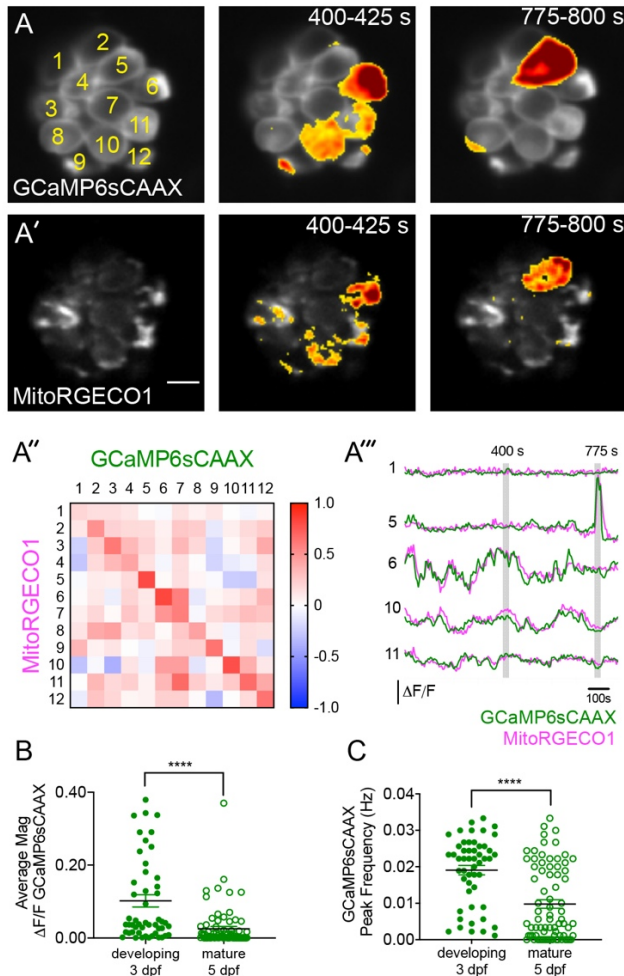 A
1
2
3
4
5
6
7
8
9
10
11
12
GCaMP6sCAAX
400-425 s
775-800 s
A′
MitoRGECO1
400-425 s
775-800 s
A″
GCaMP6sCAAX
1 2 3 4 5 6 7 8 9 10 11 12
MitoRGECO1
1
2
3
4
5
6
7
8
9
10
11
12
1.0
0.5
0
-0.5
-1.0
A‴
400 s
775 s
1
5
6
10
11
ΔF/F
100s
GCaMP6sCAAX
MitoRGECO1
B
****
Average Mag
ΔF/F GCaMP6sCAAX
0.40
0.20
0.00
developing
3 dpf
mature
5 dpf
C
****
GCaMP6sCAAX
Peak Frequency (Hz)
0.04
0.03
0.02
0.01
0.00
developing
3 dpf
mature
5 dpf